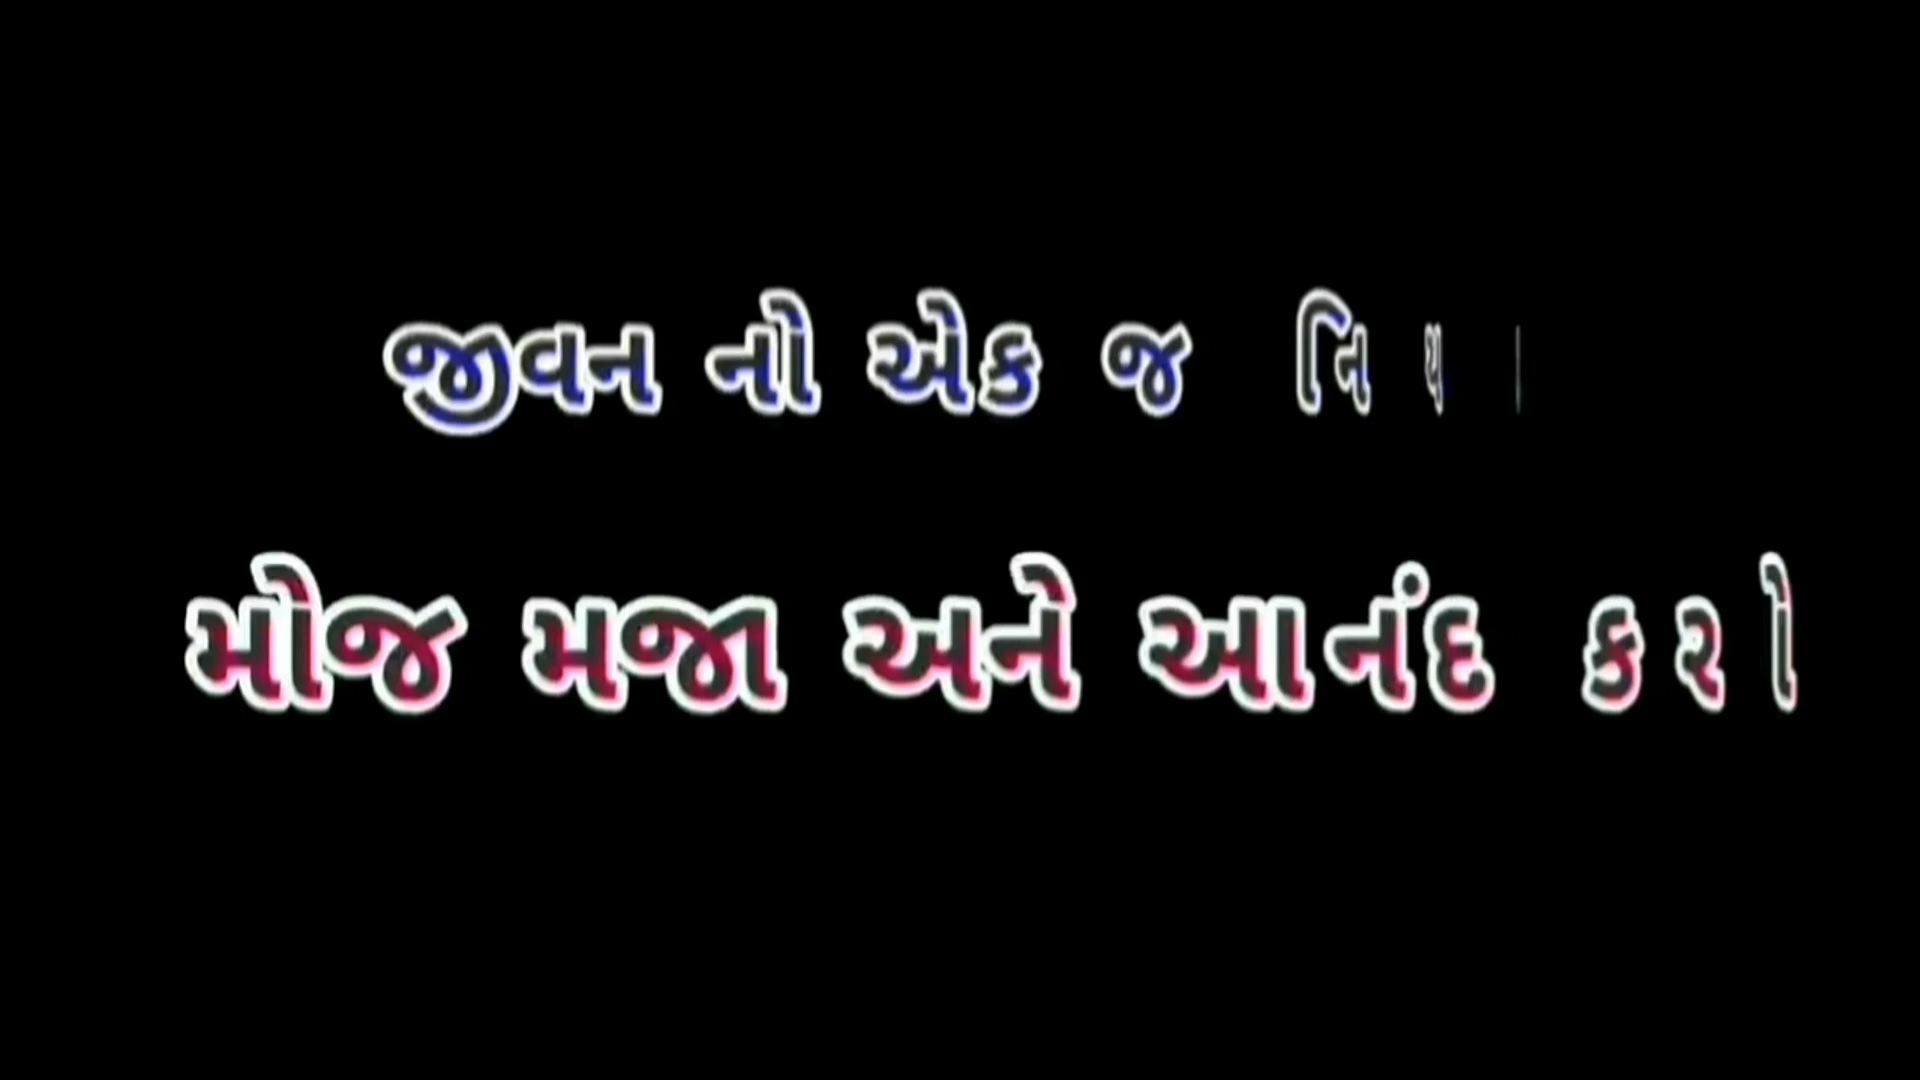 જીવન નો એક જ નિય
મોજ મજા અને આનંદ કરો